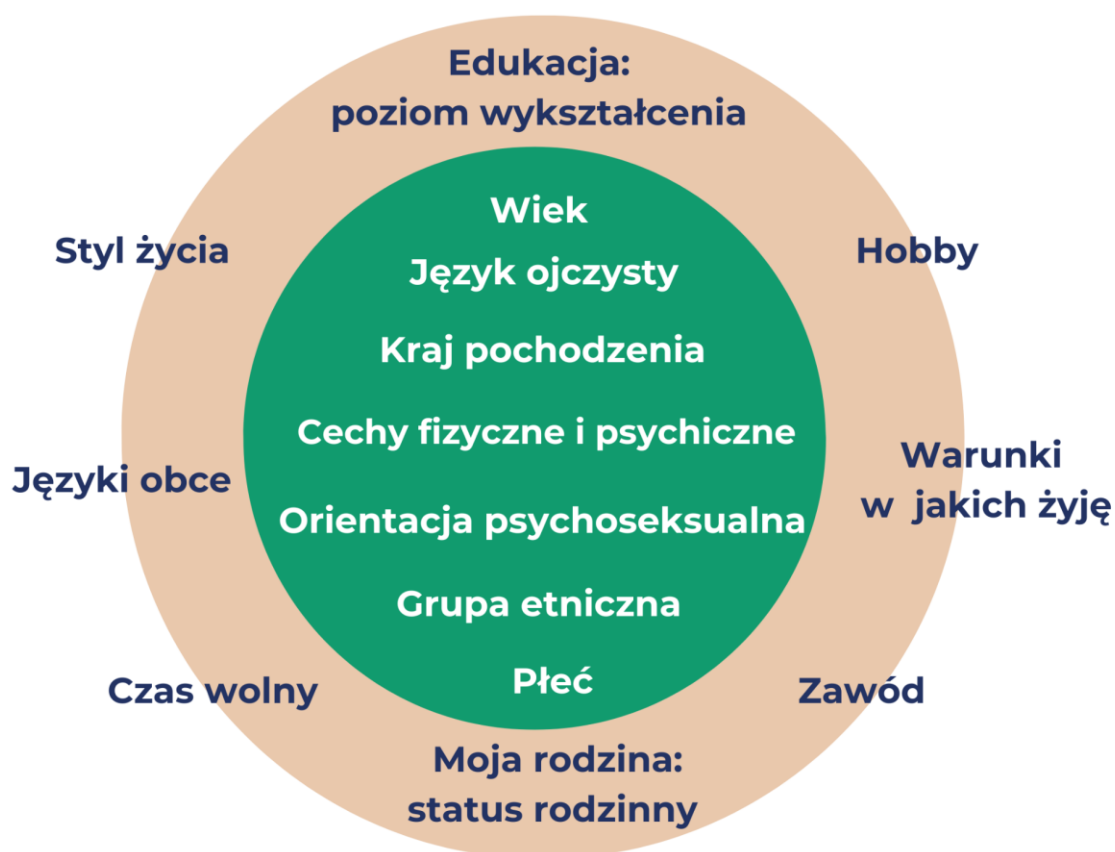 Edukacja:
poziom wykształcenia
Wiek
Styl życia
Hobby
Język ojczysty
Kraj pochodzenia
Cechy fizyczne i psychiczne
Języki obce
Warunki
w jakich żyję
Orientacja psychoseksualna
Grupa etniczna
Płeć
Czas wolny
Zawód
Moja rodzina:
status rodzinny